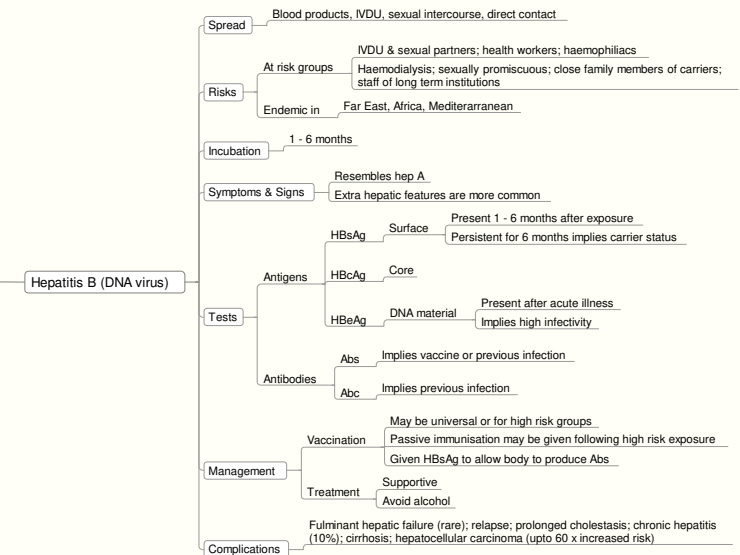 Hepatitis B (DNA virus)
Spread
Blood products, IVDU, sexual intercourse, direct contact
Risks
At risk groups
IVDU & sexual partners; health workers; haemophiliacs
Haemodialysis; sexually promiscuous; close family members of carriers;
staff of long term institutions
Endemic in
Far East, Africa, Mediterarranean
Incubation
1 - 6 months
Symptoms & Signs
Resembles hep A
Extra hepatic features are more common
Tests
Antigens
HBsAg
Surface
Present 1 - 6 months after exposure
Persistent for 6 months implies carrier status
HBcAg
Core
HBeAg
DNA material
Present after acute illness
Implies high infectivity
Antibodies
Abs
Implies vaccine or previous infection
Abc
Implies previous infection
Management
Vaccination
May be universal or for high risk groups
Passive immunisation may be given following high risk exposure
Given HBsAg to allow body to produce Abs
Treatment
Supportive
Avoid alcohol
Complications
Fulminant hepatic failure (rare); relapse; prolonged cholestasis; chronic hepatitis
(10%); cirrhosis; hepatocellular carcinoma (upto 60 x increased risk)